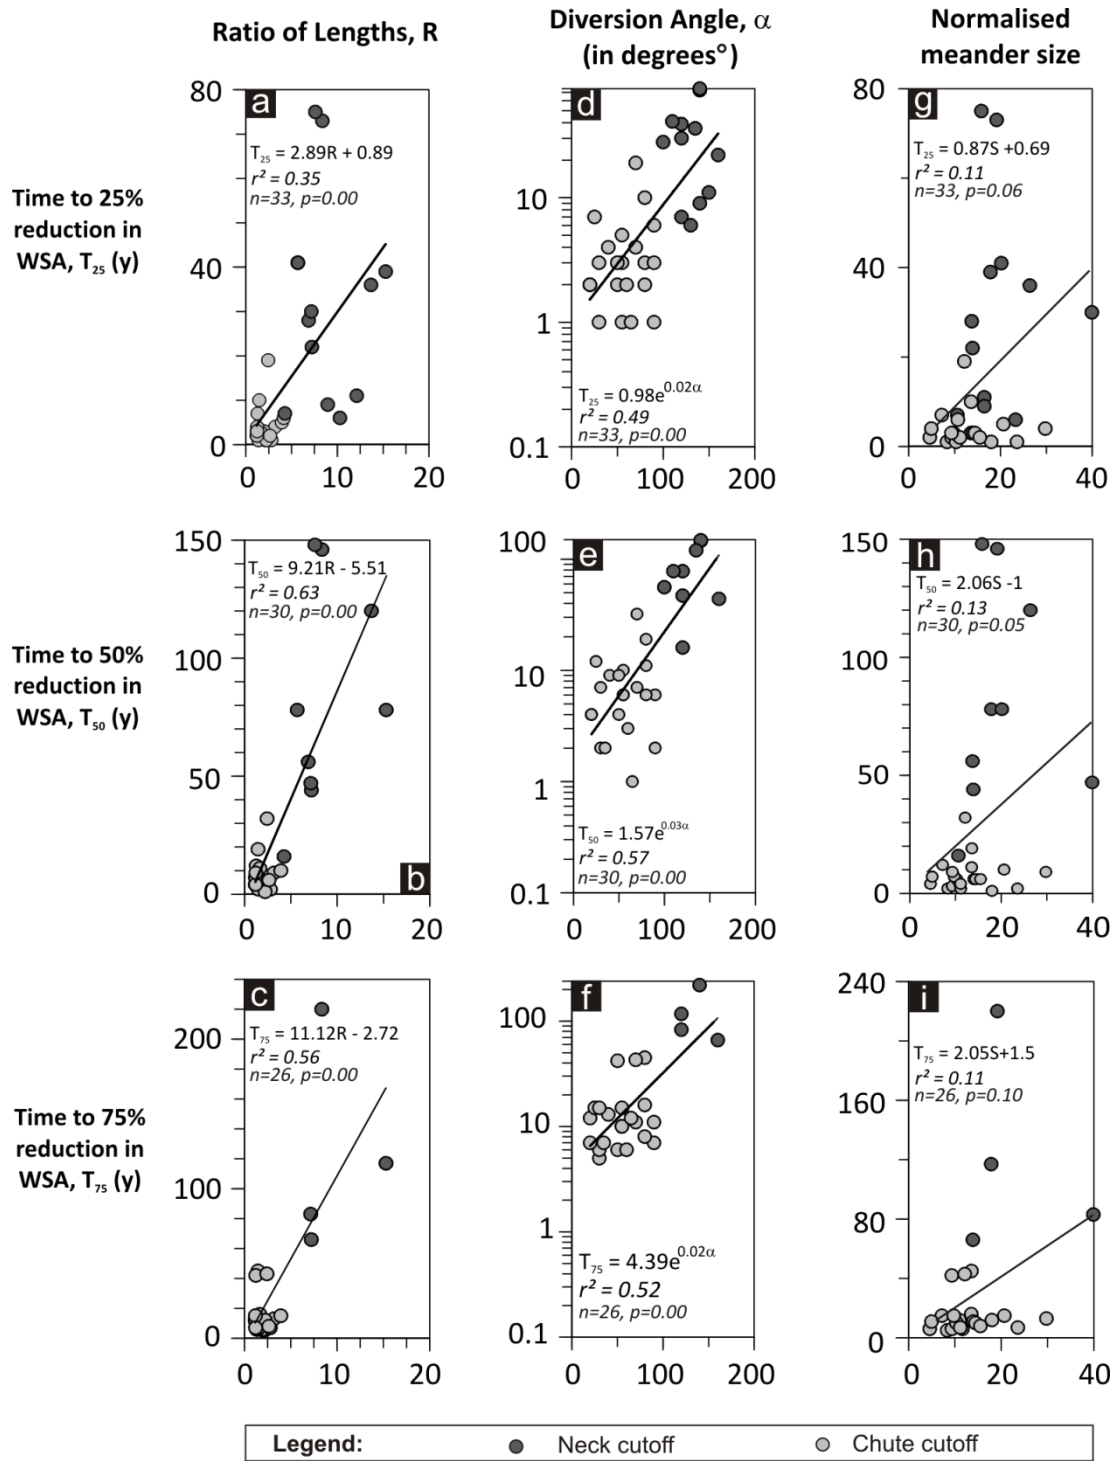 Ratio of Lengths, R
Diversion Angle, α
(in degrees°)
Normalised
meander size
Time to 25%
reduction in
WSA, T₂₅ (y)
80
40
0
0 10 20
a
T₂₅ = 2.89R + 0.89
r² = 0.35
n=33, p=0.00
10
1
0.1
0 100 200
d
T₂₅ = 0.98e^0.02α
r² = 0.49
n=33, p=0.00
80
40
0
0 20 40
g
T₂₅ = 0.87S +0.69
r² = 0.11
n=33, p=0.06
Time to 50%
reduction in
WSA, T₅₀ (y)
150
100
50
0
0 10 20
b
T₅₀ = 9.21R - 5.51
r² = 0.63
n=30, p=0.00
100
10
1
0.1
0 100 200
e
T₅₀ = 1.57e^0.03α
r² = 0.57
n=30, p=0.00
150
100
50
0
0 20 40
h
T₅₀ = 2.06S -1
r² = 0.13
n=30, p=0.05
Time to 75%
reduction in
WSA, T₇₅ (y)
200
100
0
0 10 20
c
T₇₅ = 11.12R - 2.72
r² = 0.56
n=26, p=0.00
100
10
1
0.1
0 100 200
f
T₇₅ = 4.39e^0.02α
r² = 0.52
n=26, p=0.00
240
160
80
0
0 20 40
i
T₇₅ = 2.05S+1.5
r² = 0.11
n=26, p=0.10
Legend: Neck cutoff Chute cutoff